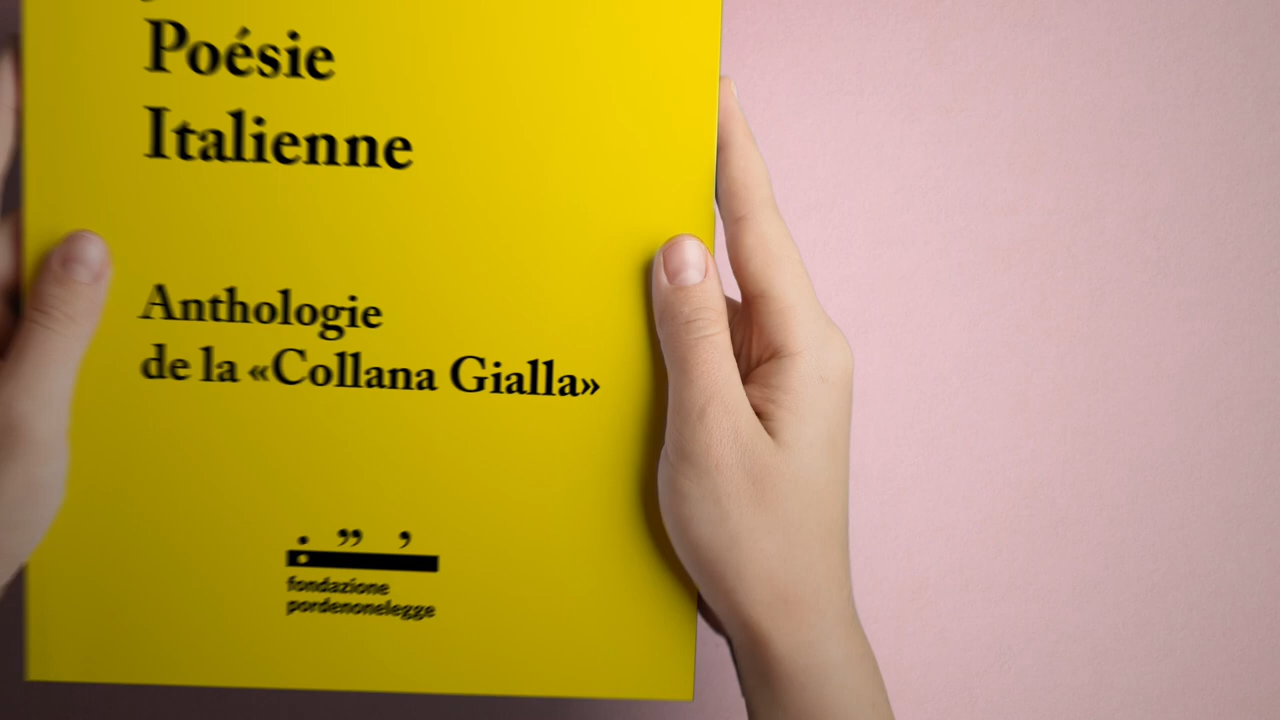 Poésie
Italienne
Anthologie
de la «Collana Gialla»
fondazione
pordenonelegge